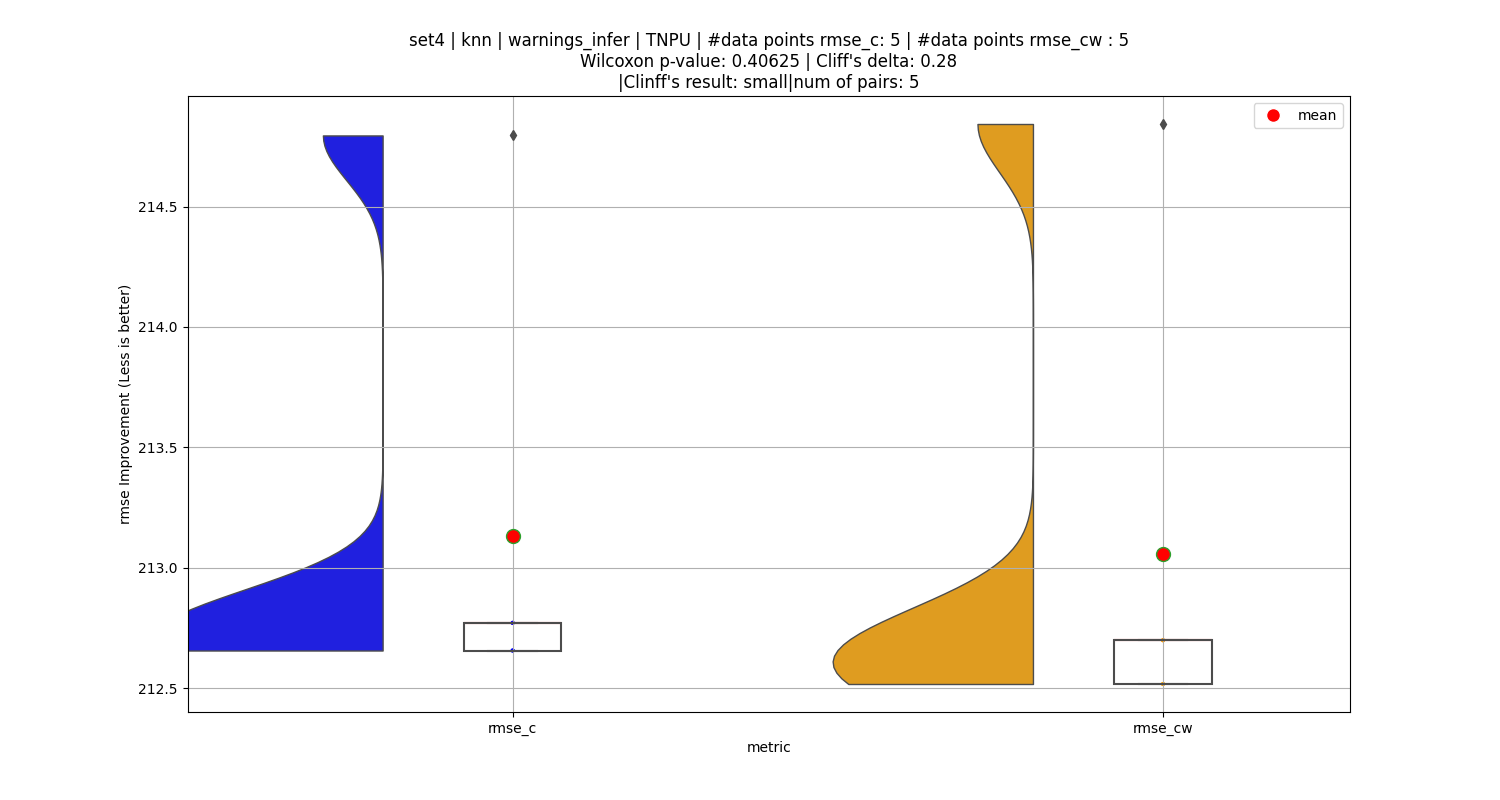 set4 | knn | warnings_infer | TNPU | #data points rmse_c: 5 | #data points rmse_cw : 5
Wilcoxon p-value: 0.40625 | Cliff's delta: 0.28
|Clinff's result: small|num of pairs: 5
mean
rmse Improvement (Less is better)
214.5
214.0
213.5
213.0
212.5
rmse_c
rmse_cw
metric